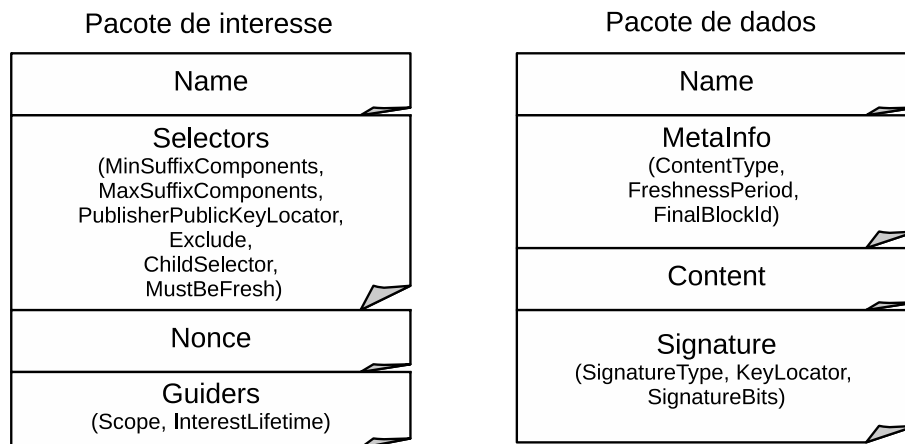 Pacote de interesse
Name
Selectors
(MinSuffixComponents,
MaxSuffixComponents,
PublisherPublicKeyLocator,
Exclude,
ChildSelector,
MustBeFresh)
Nonce
Guiders
(Scope, InterestLifetime)
Pacote de dados
Name
MetaInfo
(ContentType,
FreshnessPeriod,
FinalBlockId)
Content
Signature
(SignatureType, KeyLocator,
SignatureBits)